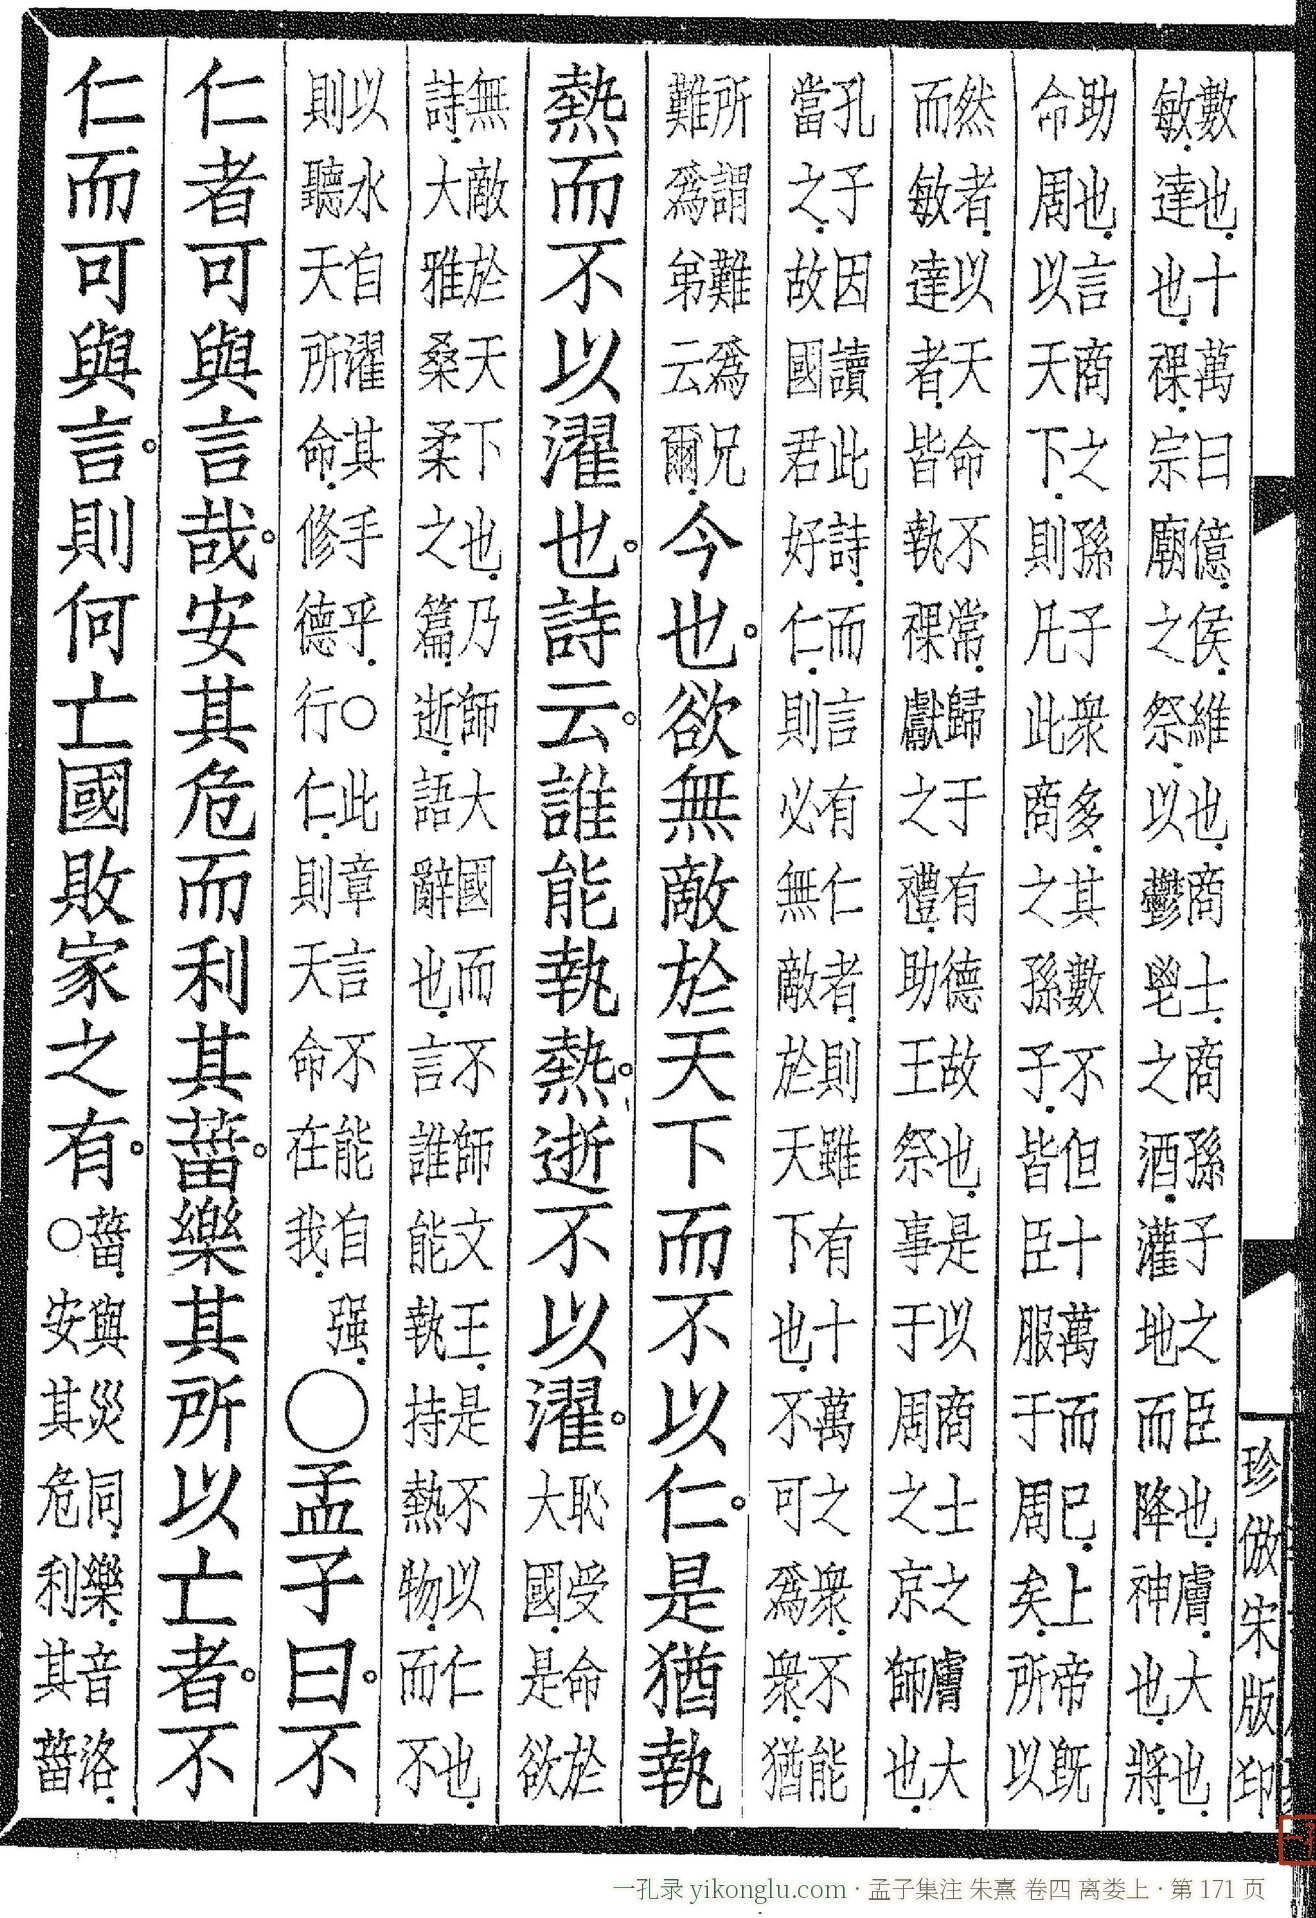 珍倣宋版印
數也。十萬曰億。侯。維也。商士。商孫子之臣也。膚。大也。
敏。達也。祼。宗廟之祭。以鬱鬯之酒。灌地而降神也。將。
助也。言商之孫子衆多。其數不但十萬而已。上帝既
命周以天下。則凡此商之孫子。皆臣服于周矣。所以
然者。以天命不常。歸于有德故也。是以商士之膚大
而敏達者。皆執祼獻之禮。助王祭事于周之京師也。
孔子因讀此詩。而言有仁者。則雖有十萬之衆。不能
當之。故國君好仁。則必無敵於天下也。不可爲衆。猶
所謂難爲兄
難爲弟云爾。
今也。欲無敵於天下而不以仁。是猶執
熱而不以濯也。詩云。誰能執熱。逝不以濯。
恥受命於
大國是欲
無敵於天下也。乃師大國而不師文王。是不以仁也。
詩。大雅桑柔之篇。逝。語辭也。言誰能執持熱物。而不
以水自濯其手乎。○此章言不能自强。
則聽天所命。修德行仁。則天命在我。
○孟子曰。不
仁者可與言哉。安其危而利其菑。樂其所以亡者。不
仁而可與言。則何亡國敗家之有。
菑。與災同。樂。音洛。
○安其危利其菑
一孔录 yikonglu.com · 孟子集注 朱熹 卷四 离娄上 · 第 171 页